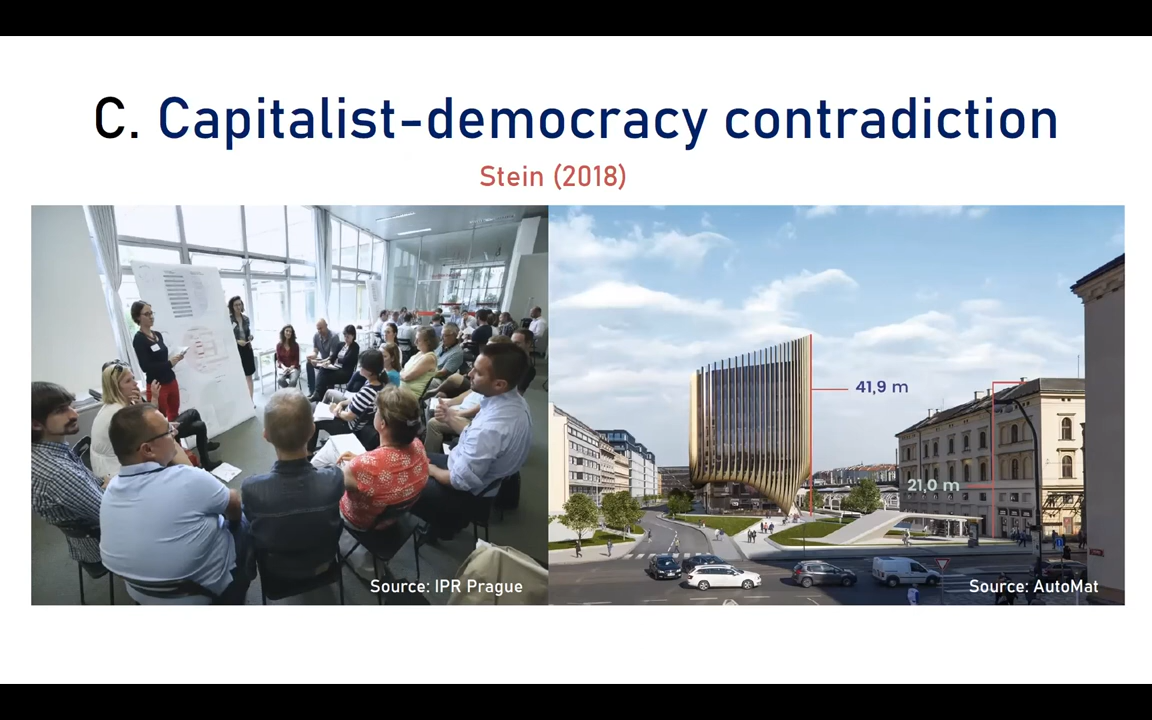 C. Capitalist-democracy contradiction
Stein (2018)
41,9 m
21,0 m
Source: IPR Prague
Source: AutoMat